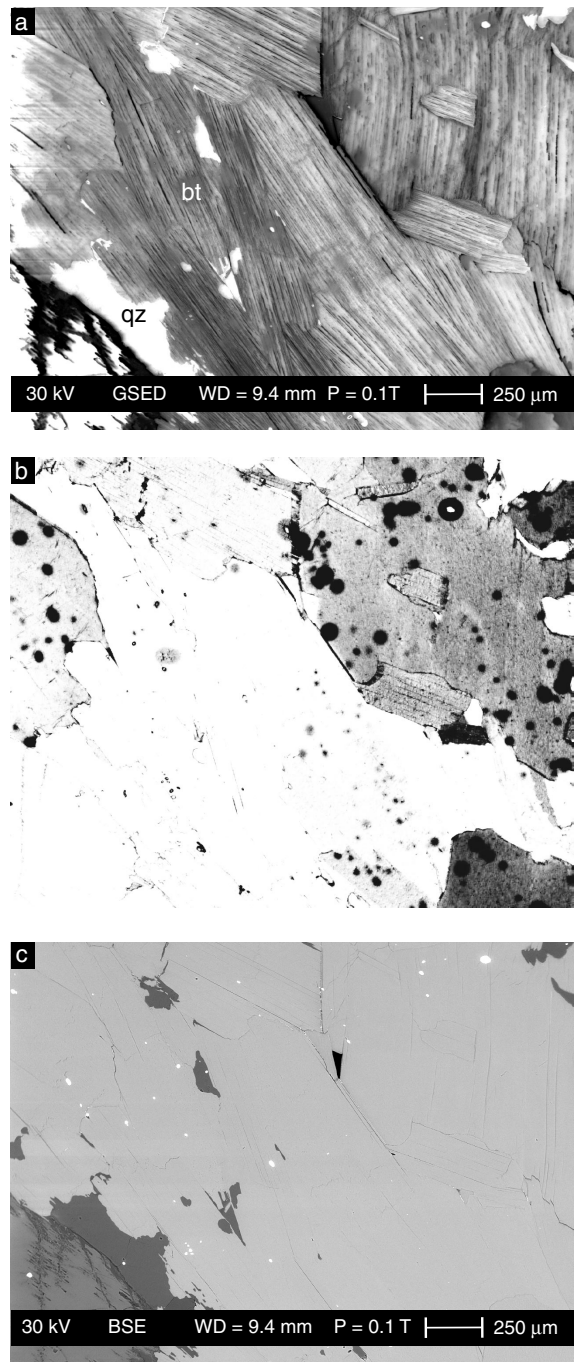 a
bt
qz
30 kV GSED WD = 9.4 mm P = 0.1T 250 μm
b
c
30 kV BSE WD = 9.4 mm P = 0.1 T 250 μm